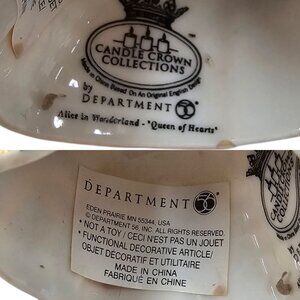 CANDLE CROWN
COLLECTIONS
Made in China Based On An Original English Design
by
DEPARTMENT 56
Alice in Wonderland - "Queen of Hearts"
DEPARTMENT 56
EDEN PRAIRIE MN 55344, USA
© DEPARTMENT 56, INC. ALL RIGHTS RESERVED.
• NOT A TOY / CECI N'EST PAS UN JOUET
• FUNCTIONAL DECORATIVE ARTICLE/
OBJET DÉCORATIF ET UTILITAIRE
MADE IN CHINA
FABRIQUÉ EN CHINE